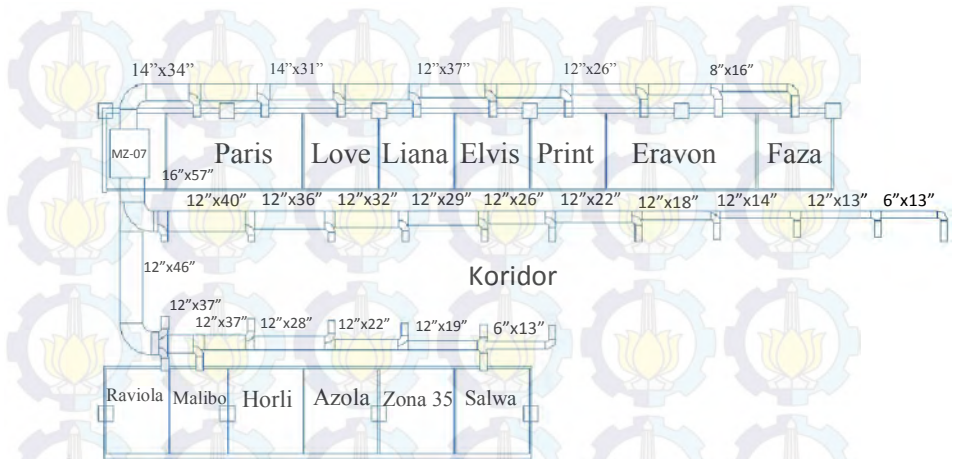 14”x34” 14”x31” 12”x37” 12”x26” 8”x16”
MZ-07 Paris Love Liana Elvis Print Eravon Faza
16”x57”
12”x40” 12”x36” 12”x32” 12”x29” 12”x26” 12”x22” 12”x18” 12”x14” 12”x13” 6”x13”
12”x46”
Koridor
12”x37”
12”x37” 12”x28” 12”x22” 12”x19” 6”x13”
Raviola Malibo Horli Azola Zona 35 Salwa